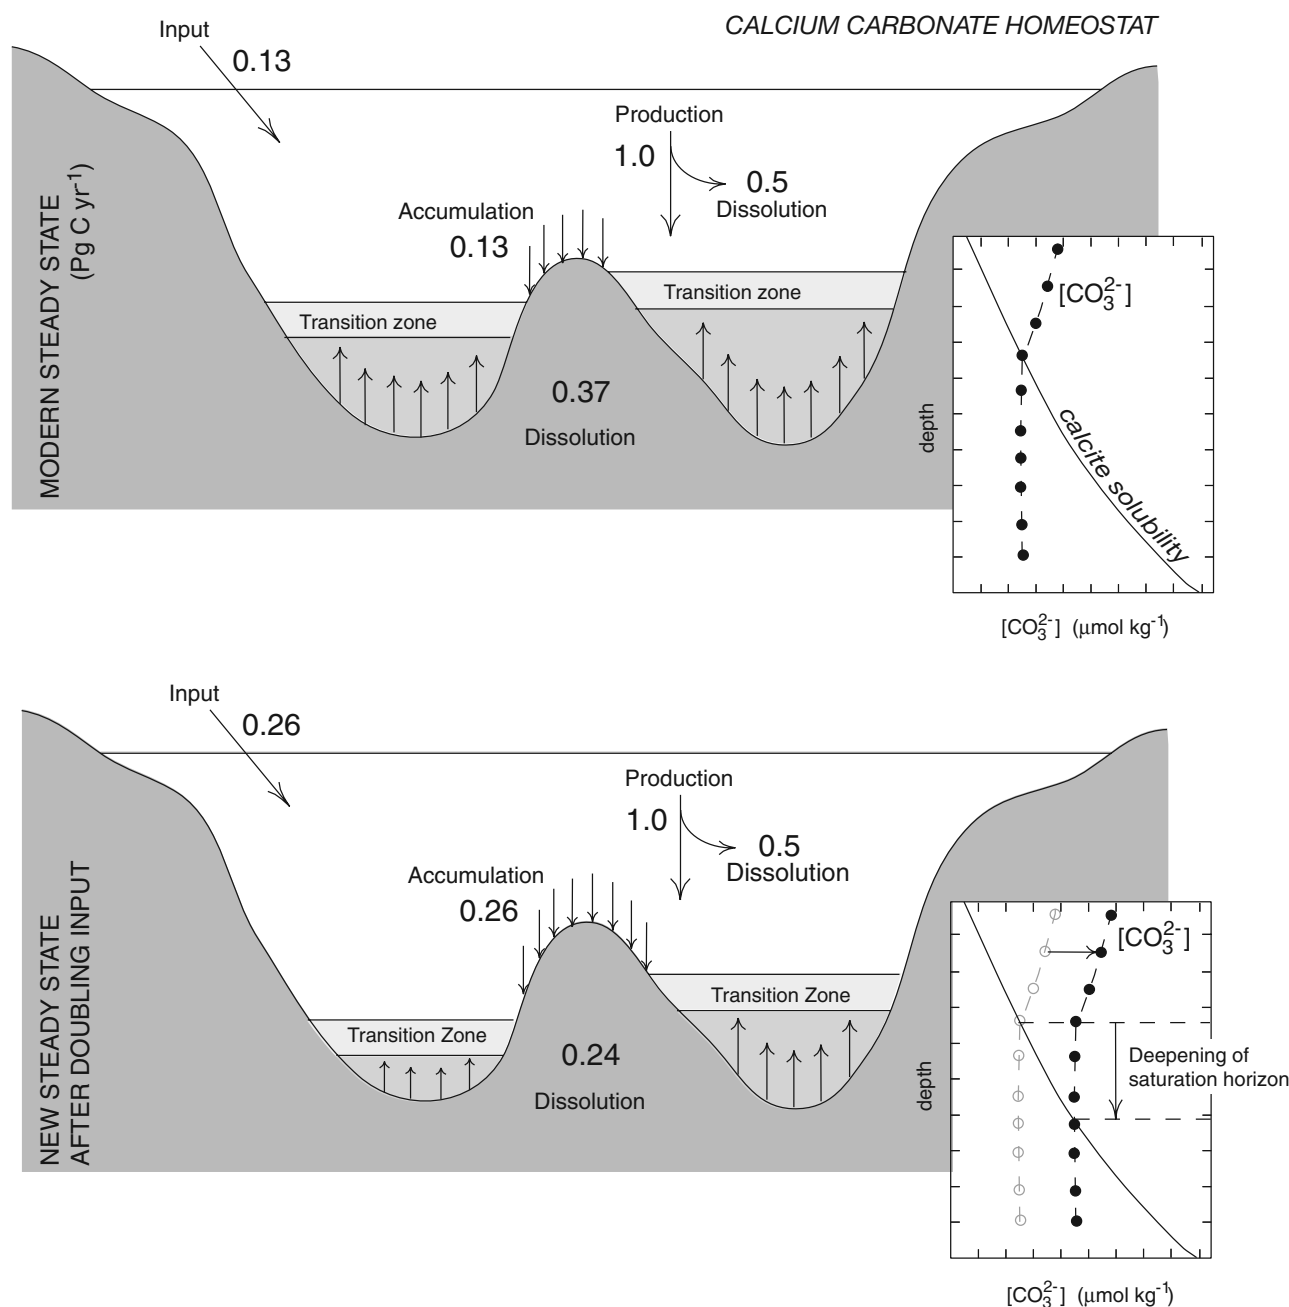 CALCIUM CARBONATE HOMEOSTAT
Input
0.13
Production
1.0
0.5
Dissolution
Accumulation
0.13
Transition zone
Transition zone
0.37
Dissolution
MODERN STEADY STATE
(Pg C yr⁻¹)
[CO₃²⁻]
calcite solubility
depth
[CO₃²⁻] (μmol kg⁻¹)
Input
0.26
Production
1.0
0.5
Dissolution
Accumulation
0.26
Transition Zone
Transition Zone
0.24
Dissolution
NEW STEADY STATE
AFTER DOUBLING INPUT
[CO₃²⁻]
Deepening of
saturation horizon
depth
[CO₃²⁻] (μmol kg⁻¹)